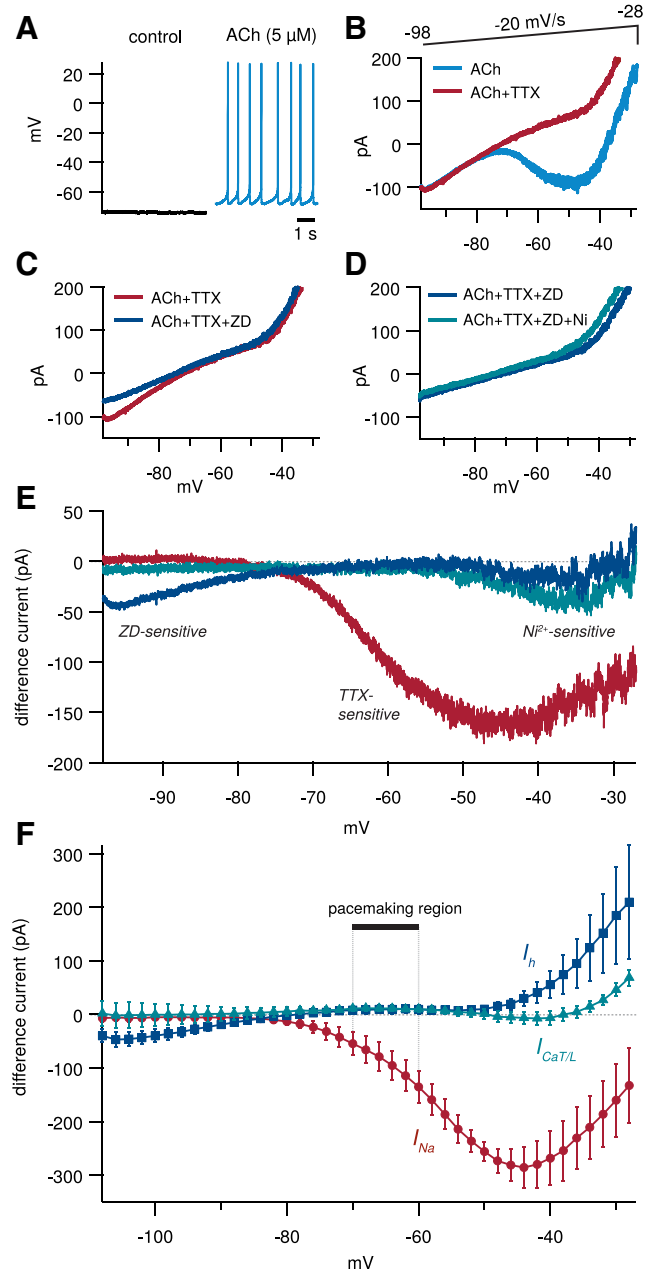 A
control
ACh (5 µM)
20
0
-20
-40
-60
mV
1 s
B
-98
-20 mV/s
-28
ACh
ACh+TTX
200
100
0
-100
pA
-80
-60
-40
C
ACh+TTX
ACh+TTX+ZD
200
100
0
-100
pA
-80
-60
-40
mV
D
ACh+TTX+ZD
ACh+TTX+ZD+Ni
200
100
0
-100
pA
-80
-60
-40
mV
E
50
0
-50
-100
-150
-200
difference current (pA)
ZD-sensitive
Ni²⁺-sensitive
TTX-
sensitive
-90
-80
-70
-60
-50
-40
-30
mV
F
300
200
100
0
-100
-200
-300
difference current (pA)
pacemaking region
Ih
ICaT/L
INa
-100
-80
-60
-40
mV